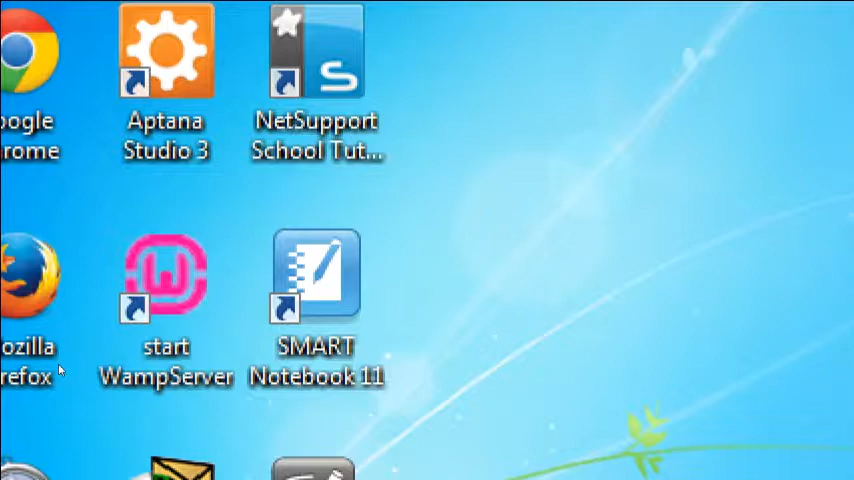 oogle
rome
Aptana
Studio 3
NetSupport
School Tut...
ozilla
refox
start
WampServer
SMART
Notebook 11